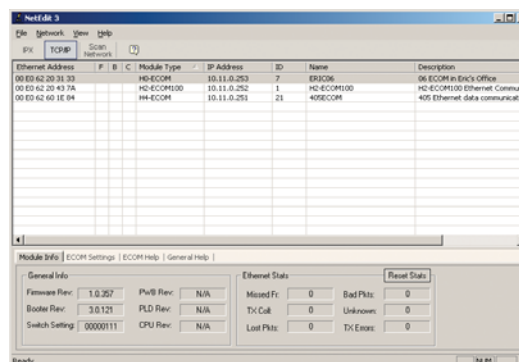 NetEdit 3
File Network View Help
IPX TCP/IP Scan Network
Ethernet Address F B C Module Type IP Address ID Name Description
00 E0 62 20 31 33 H0-ECOM 10.11.0.253 7 ERIC06 06 ECOM in Eric's Office
00 E0 62 20 43 7A H2-ECOM100 10.11.0.252 1 H2-ECOM100 H2-ECOM100 Ethernet Commu
00 E0 62 60 1E 84 H4-ECOM 10.11.0.251 21 405ECOM 405 Ethernet data communicat
Module Info ECOM Settings ECOM Help General Help
General Info Ethernet Stats Reset Stats
Firmware Rev: 1.0.357 PWB Rev: N/A Missed Fr: 0 Bad Pkts: 0
Booter Rev: 3.0.121 PLD Rev: N/A TX Coll: 0 Unknown: 0
Switch Setting: 00000111 CPU Rev: N/A Lost Pkts: 0 TX Errors: 0
Ready NUM